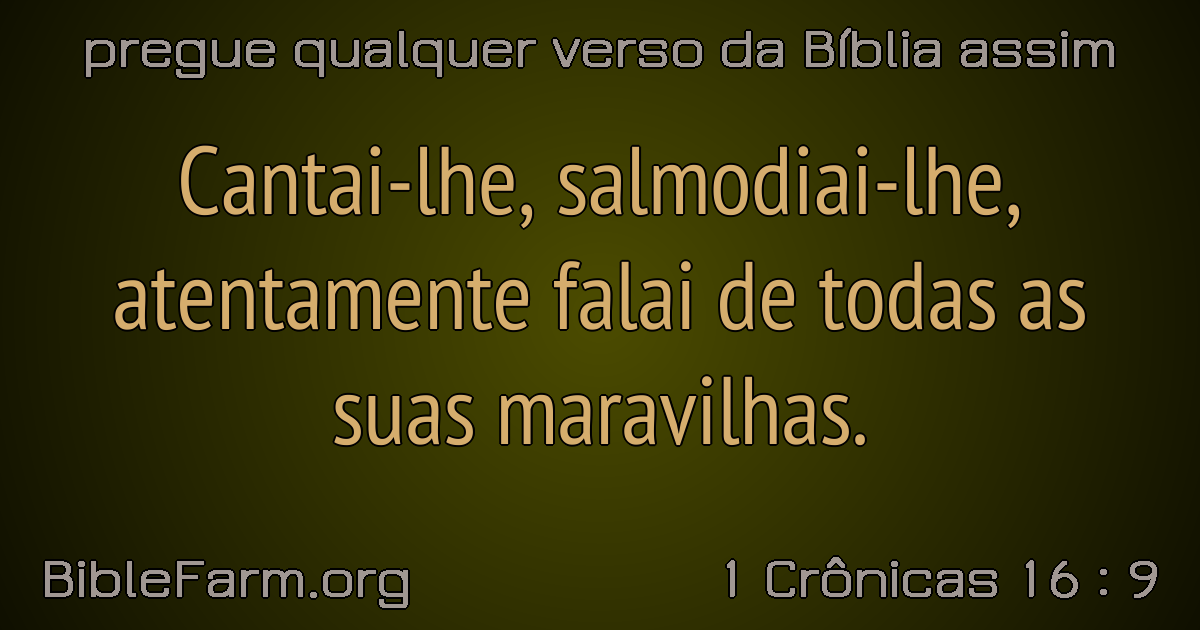 pregue qualquer verso da Bíblia assim
Cantai-lhe, salmodiai-lhe,
atentamente falai de todas as
suas maravilhas.
BibleFarm.org
1 Crônicas 16 : 9